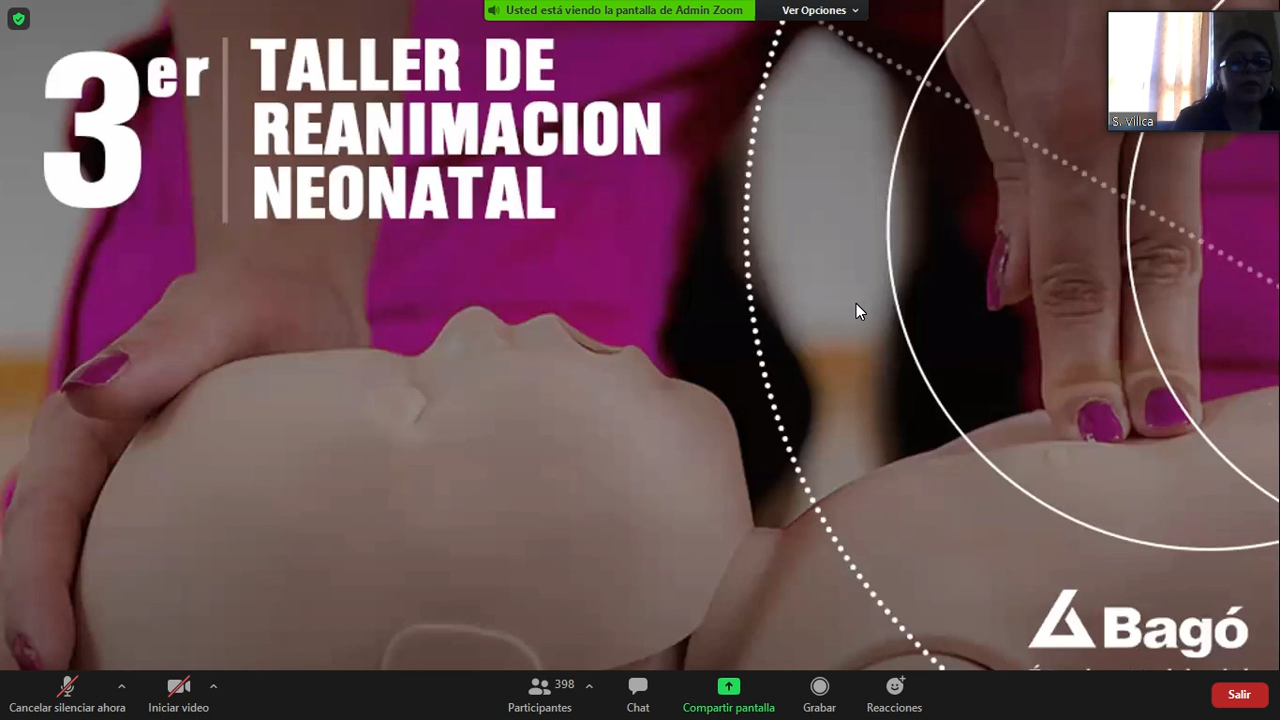 Usted está viendo la pantalla de Admin Zoom
Ver Opciones
3er
TALLER DE
REANIMACION
NEONATAL
S. Villca
Bagó
Cancelar silenciar ahora
Iniciar video
398
Participantes
Chat
Compartir pantalla
Grabar
Reacciones
Salir